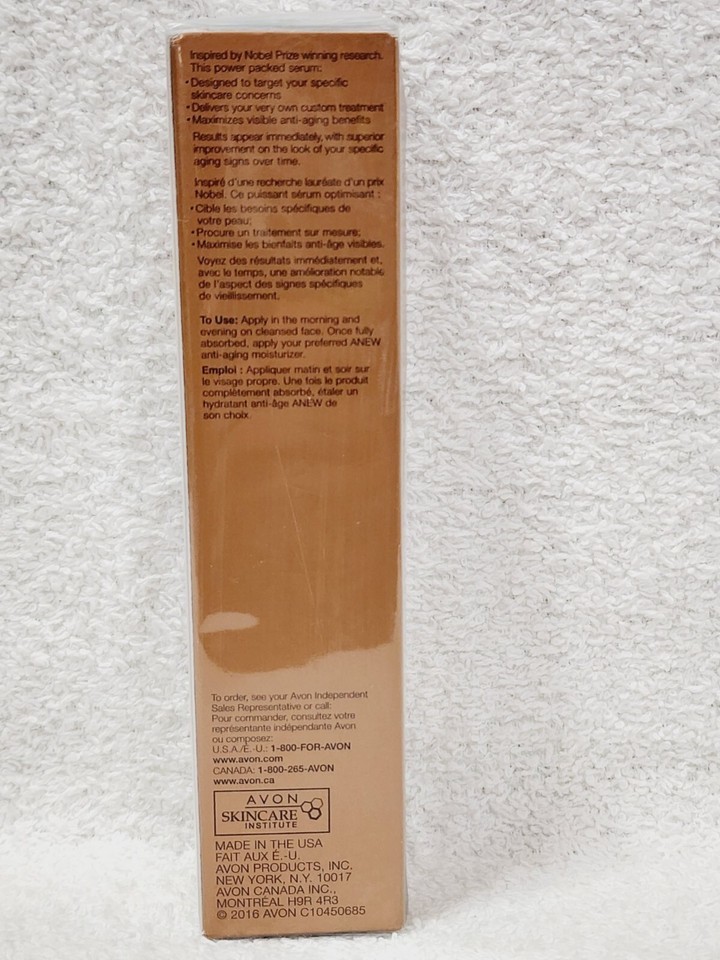 Inspired by Nobel Prize winning research.
This power packed serum:
• Designed to target your specific
skincare concerns
• Delivers your very own custom treatment
• Maximizes visible anti-aging benefits
Results appear immediately, with superior
improvement on the look of your specific
aging signs over time.
Inspiré d'une recherche lauréate d'un prix
Nobel. Ce puissant sérum optimisant :
• Cible les besoins spécifiques de
votre peau;
• Procure un traitement sur mesure;
• Maximise les bienfaits anti-âge visibles.
Voyez des résultats immédiatement et,
avec le temps, une amélioration notable
de l'aspect des signes spécifiques
de vieillissement.
To Use: Apply in the morning and
evening on cleansed face. Once fully
absorbed, apply your preferred ANEW
anti-aging moisturizer.
Emploi : Appliquer matin et soir sur
le visage propre. Une fois le produit
complètement absorbé, étaler un
hydratant anti-âge ANEW de
son choix.
To order, see your Avon Independent
Sales Representative or call:
Pour commander, consultez votre
représentante indépendante Avon
ou composez:
U.S.A./É.-U.: 1-800-FOR-AVON
www.avon.com
CANADA: 1-800-265-AVON
www.avon.ca
AVON
SKINCARE
INSTITUTE
MADE IN THE USA
FAIT AUX É.-U.
AVON PRODUCTS, INC.
NEW YORK, N.Y. 10017
AVON CANADA INC.,
MONTRÉAL H9R 4R3
© 2016 AVON C10450685